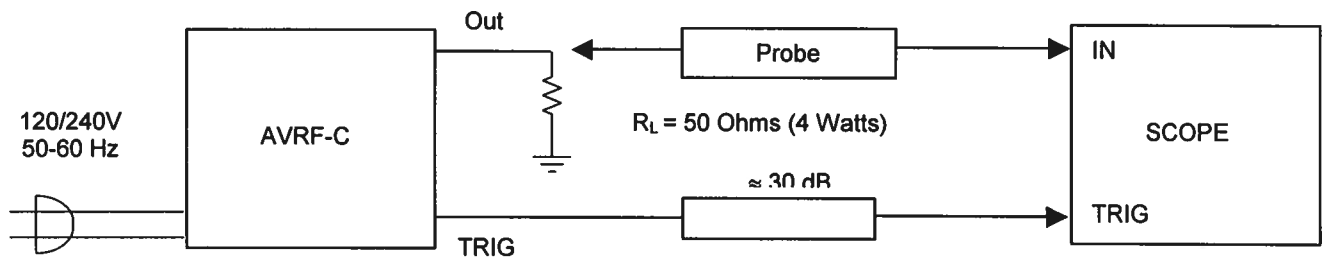 Out
Probe
IN
120/240V
50-60 Hz
AVRF-C
R_L = 50 Ohms (4 Watts)
SCOPE
≈ 30 dB
TRIG
TRIG